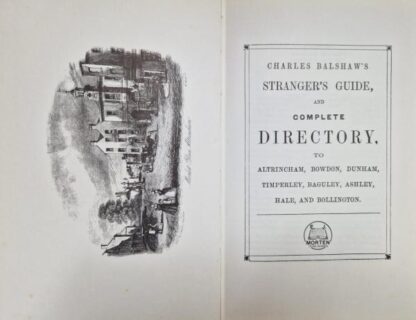 CHARLES BALSHAW'S
STRANGER'S GUIDE,
AND
COMPLETE
DIRECTORY,
TO
ALTRINCHAM, BOWDON, DUNHAM,
TIMPERLEY, BAGULEY, ASHLEY,
HALE, AND BOLLINGTON.
MORTEN